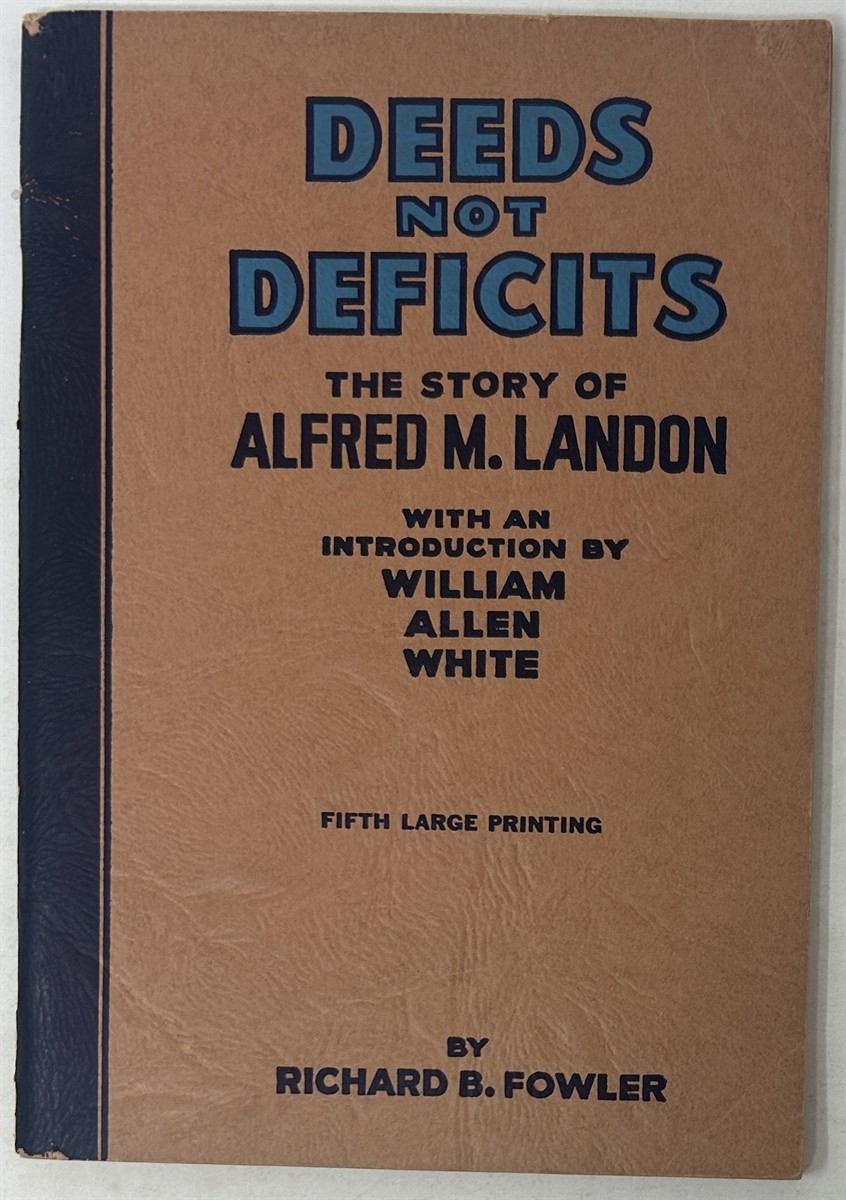 DEEDS
NOT
DEFICITS
THE STORY OF
ALFRED M. LANDON
WITH AN
INTRODUCTION BY
WILLIAM
ALLEN
WHITE
FIFTH LARGE PRINTING
BY
RICHARD B. FOWLER